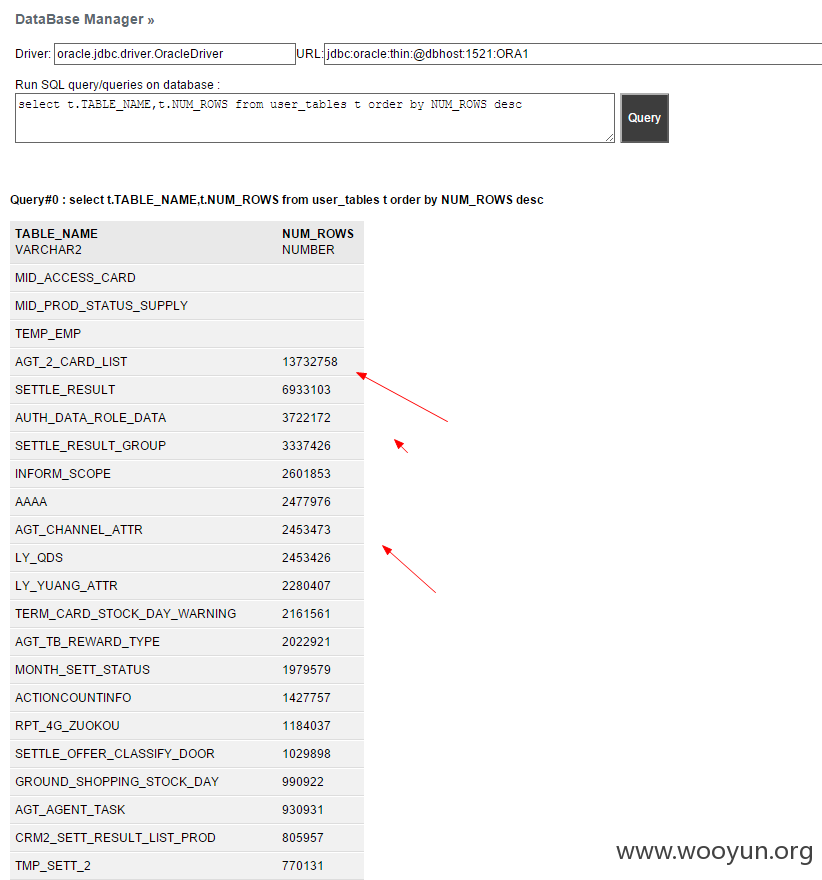 DataBase Manager »
Driver: oracle.jdbc.driver.OracleDriver URL: jdbc:oracle:thin:@dbhost:1521:ORA1
Run SQL query/queries on database :
select t.TABLE_NAME,t.NUM_ROWS from user_tables t order by NUM_ROWS desc
Query
Query#0 : select t.TABLE_NAME,t.NUM_ROWS from user_tables t order by NUM_ROWS desc
TABLE_NAME NUM_ROWS
VARCHAR2 NUMBER
MID_ACCESS_CARD
MID_PROD_STATUS_SUPPLY
TEMP_EMP
AGT_2_CARD_LIST 13732758
SETTLE_RESULT 6933103
AUTH_DATA_ROLE_DATA 3722172
SETTLE_RESULT_GROUP 3337426
INFORM_SCOPE 2601853
AAAA 2477976
AGT_CHANNEL_ATTR 2453473
LY_QDS 2453426
LY_YUANG_ATTR 2280407
TERM_CARD_STOCK_DAY_WARNING 2161561
AGT_TB_REWARD_TYPE 2022921
MONTH_SETT_STATUS 1979579
ACTIONCOUNTINFO 1427757
RPT_4G_ZUOKOU 1184037
SETTLE_OFFER_CLASSIFY_DOOR 1029898
GROUND_SHOPPING_STOCK_DAY 990922
AGT_AGENT_TASK 930931
CRM2_SETT_RESULT_LIST_PROD 805957
TMP_SETT_2 770131
www.wooyun.org